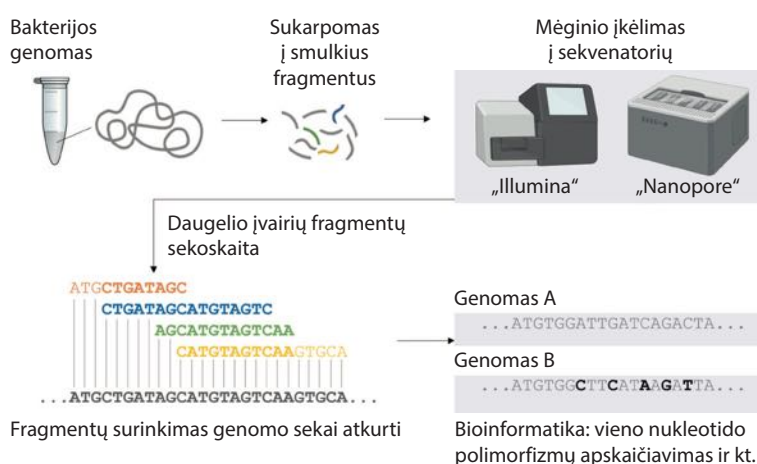 Bakterijos
genomas
Sukarpomas
į smulkius
fragmentus
Mėginio įkėlimas
į sekvenatorių
„Illumina“
„Nanopore“
Daugelio įvairių fragmentų
sekoskaita
ATGCTGATAGC
CTGATAGCATGTAGTC
AGCATGTAGTCAA
CATGTAGTCAAGTGCA
...ATGCTGATAGCATGTAGTCAAGTGCA...
Fragmentų surinkimas genomo sekai atkurti
Genomas A
...ATGTGGATTGATCAGACTA...
Genomas B
...ATGTGGCTTCATAAGATTA...
Bioinformatika: vieno nukleotido
polimorfizmų apskaičiavimas ir kt.